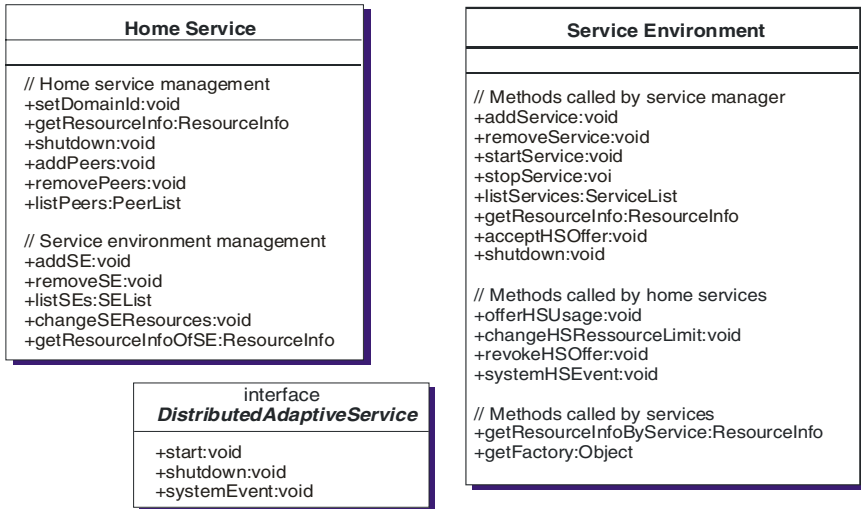 Home Service
// Home service management
+setDomainId:void
+getResourceInfo:ResourceInfo
+shutdown:void
+addPeers:void
+removePeers:void
+listPeers:PeerList
// Service environment management
+addSE:void
+removeSE:void
+listSEs:SEList
+changeSEResources:void
+getResourceInfoOfSE:ResourceInfo
interface
DistributedAdaptiveService
+start:void
+shutdown:void
+systemEvent:void
Service Environment
// Methods called by service manager
+addService:void
+removeService:void
+startService:void
+stopService:voi
+listServices:ServiceList
+getResourceInfo:ResourceInfo
+acceptHSOffer:void
+shutdown:void
// Methods called by home services
+offerHSUsage:void
+changeHSRessourceLimit:void
+revokeHSOffer:void
+systemHSEvent:void
// Methods called by services
+getResourceInfoByService:ResourceInfo
+getFactory:Object